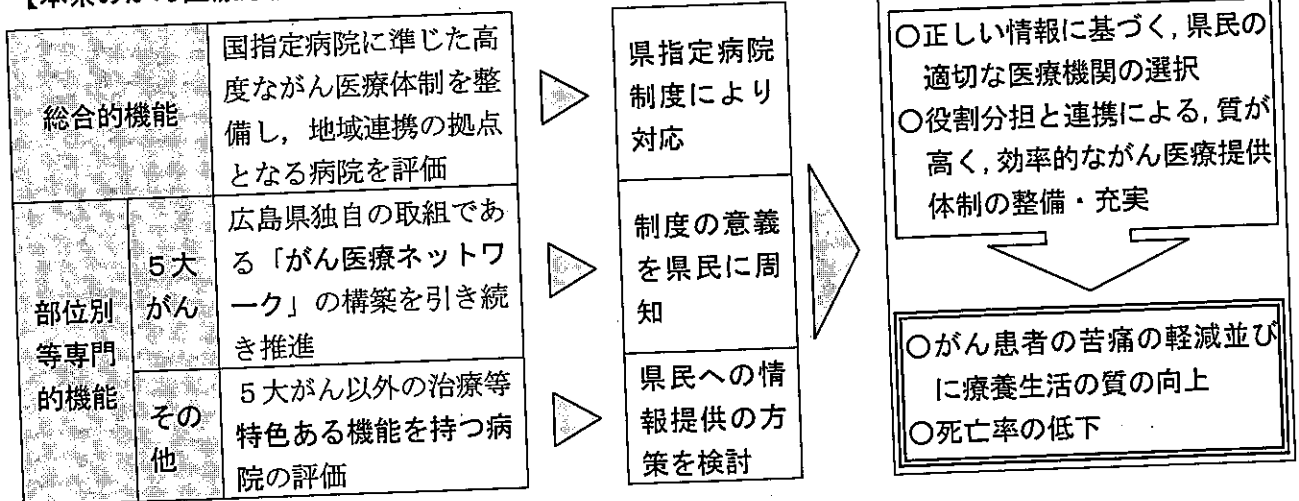 総合的機能
国指定病院に準じた高
度ながん医療体制を整
備し，地域連携の拠点
となる病院を評価
県指定病院
制度により
対応
部位別
等専門
的機能
５大
がん
広島県独自の取組であ
る「がん医療ネットワ
ーク」の構築を引き続
き推進
制度の意義
を県民に周
知
その
他
５大がん以外の治療等
特色ある機能を持つ病
院の評価
県民への情
報提供の方
策を検討
○正しい情報に基づく，県民の
適切な医療機関の選択
○役割分担と連携による，質が
高く，効率的ながん医療提供
体制の整備・充実
○がん患者の苦痛の軽減並び
に療養生活の質の向上
○死亡率の低下